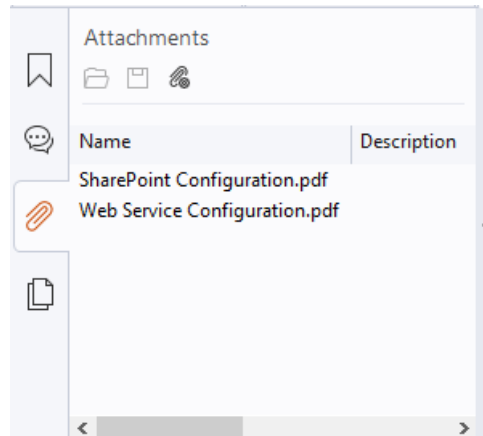 Attachments
Name Description
SharePoint Configuration.pdf
Web Service Configuration.pdf